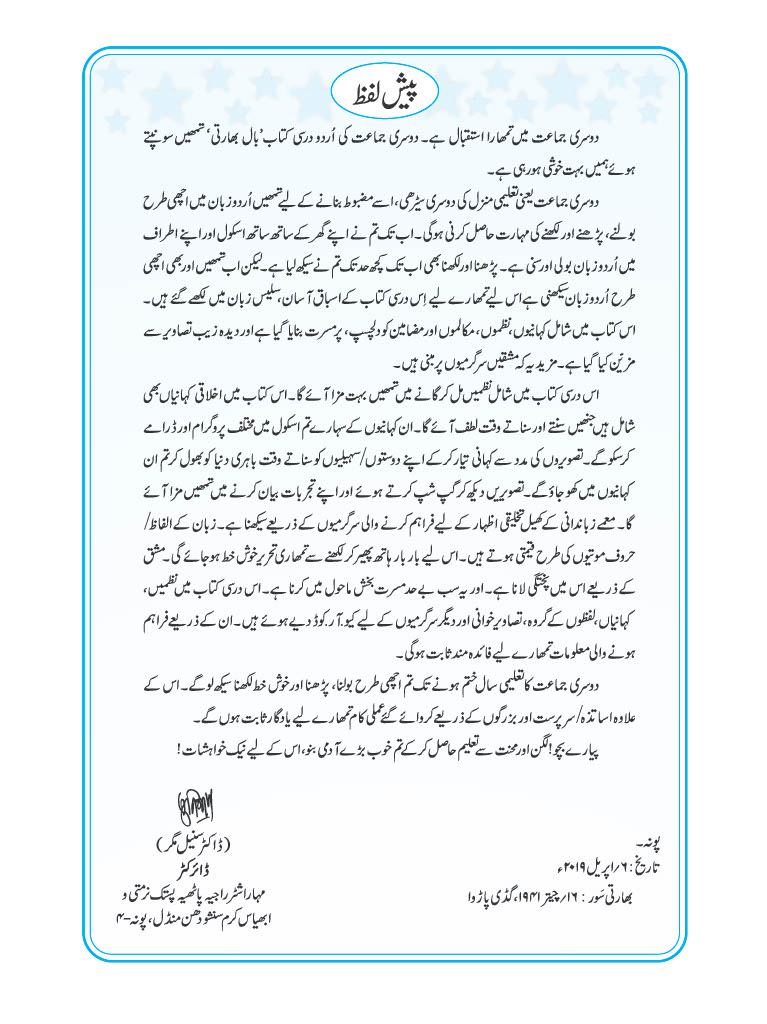 پیش لفظ
دوسری جماعت میں تمھارا استقبال ہے۔ دوسری جماعت کی اُردو درسی کتاب ’بال بھارتی‘ تمھیں سونپتے
ہوئے ہمیں بہت خوشی ہورہی ہے۔
دوسری جماعت یعنی تعلیمی منزل کی دوسری سیڑھی، اسے مضبوط بنانے کے لیے تمھیں اُردو زبان میں اچھی طرح
بولنے، پڑھنے اور لکھنے کی مہارت حاصل کرنی ہوگی۔ اب تک تم نے اپنے گھر کے ساتھ ساتھ اسکول اور اپنے اطراف
میں اُردو زبان بولی اور سنی ہے۔ پڑھنا اور لکھنا بھی اب تک کچھ حد تک تم نے سیکھ لیا ہے۔ لیکن اب تمھیں اور بھی اچھی
طرح اُردو زبان سیکھنی ہے اس لیے تمھارے لیے اِس درسی کتاب کے اسباق آسان، سلیس زبان میں لکھے گئے ہیں۔
اس کتاب میں شامل کہانیوں، نظموں، مکالموں اور مضامین کو دلچسپ، پرمسرت بنایا گیا ہے اور دیدہ زیب تصاویر سے
مزیّن کیا گیا ہے۔ مزید یہ کہ مشقیں سرگرمیوں پر مبنی ہیں۔
اس درسی کتاب میں شامل نظمیں مل کر گانے میں تمھیں بہت مزا آئے گا۔ اس کتاب میں اخلاقی کہانیاں بھی
شامل ہیں جنھیں سنتے اور سناتے وقت لطف آئے گا۔ ان کہانیوں کے سہارے تم اسکول میں مختلف پروگرام اور ڈرامے
کرسکو گے۔ تصویروں کی مدد سے کہانی تیار کرکے اپنے دوستوں/سہیلیوں کو سناتے وقت باہری دنیا کو بھول کر تم ان
کہانیوں میں کھو جاؤ گے۔ تصویریں دیکھ کر گپ شپ کرتے ہوئے اور اپنے تجربات بیان کرنے میں تمھیں مزا آئے
گا۔ معمے زباندانی کے کھیل تخلیقی اظہار کے لیے فراہم کرنے والی سرگرمیوں کے ذریعے سیکھنا ہے۔ زبان کے الفاظ/
حروف موتیوں کی طرح قیمتی ہوتے ہیں۔ اس لیے بار بار ہاتھ پھیر کر لکھنے سے تمھاری تحریر خوش خط ہوجائے گی۔ مشق
کے ذریعے اس میں پختگی لانا ہے۔ اور یہ سب بے حد مسرت بخش ماحول میں کرنا ہے۔ اس درسی کتاب میں نظمیں،
کہانیاں، لفظوں کے گروہ، تصاویر خوانی اور دیگر سرگرمیوں کے لیے کیو.آر.کوڈ دیے ہوئے ہیں۔ ان کے ذریعے فراہم
ہونے والی معلومات تمھارے لیے فائدہ مند ثابت ہوگی۔
دوسری جماعت کا تعلیمی سال ختم ہونے تک تم اچھی طرح بولنا، پڑھنا اور خوش خط لکھنا سیکھ لوگے۔ اس کے
علاوہ اساتذہ/سرپرست اور بزرگوں کے ذریعے کروائے گئے عملی کام تمھارے لیے یادگار ثابت ہوں گے۔
پیارے بچو! لگن اور محنت سے تعلیم حاصل کرکے تم خوب بڑے آدمی بنو، اس کے لیے نیک خواہشات!
(ڈاکٹر سنیل مگر)
ڈائرکٹر
مہاراشٹر راجیہ پاٹھیہ پستک نرمتی و
ابھیاس کرم سنشودھن منڈل، پونہ-۴
پونہ۔
تاریخ : ۶؍اپریل ۲۰۱۹ء
بھارتی سَور : ۱۶؍چیتر ۱۹۴۱، گڈی پاڑوا